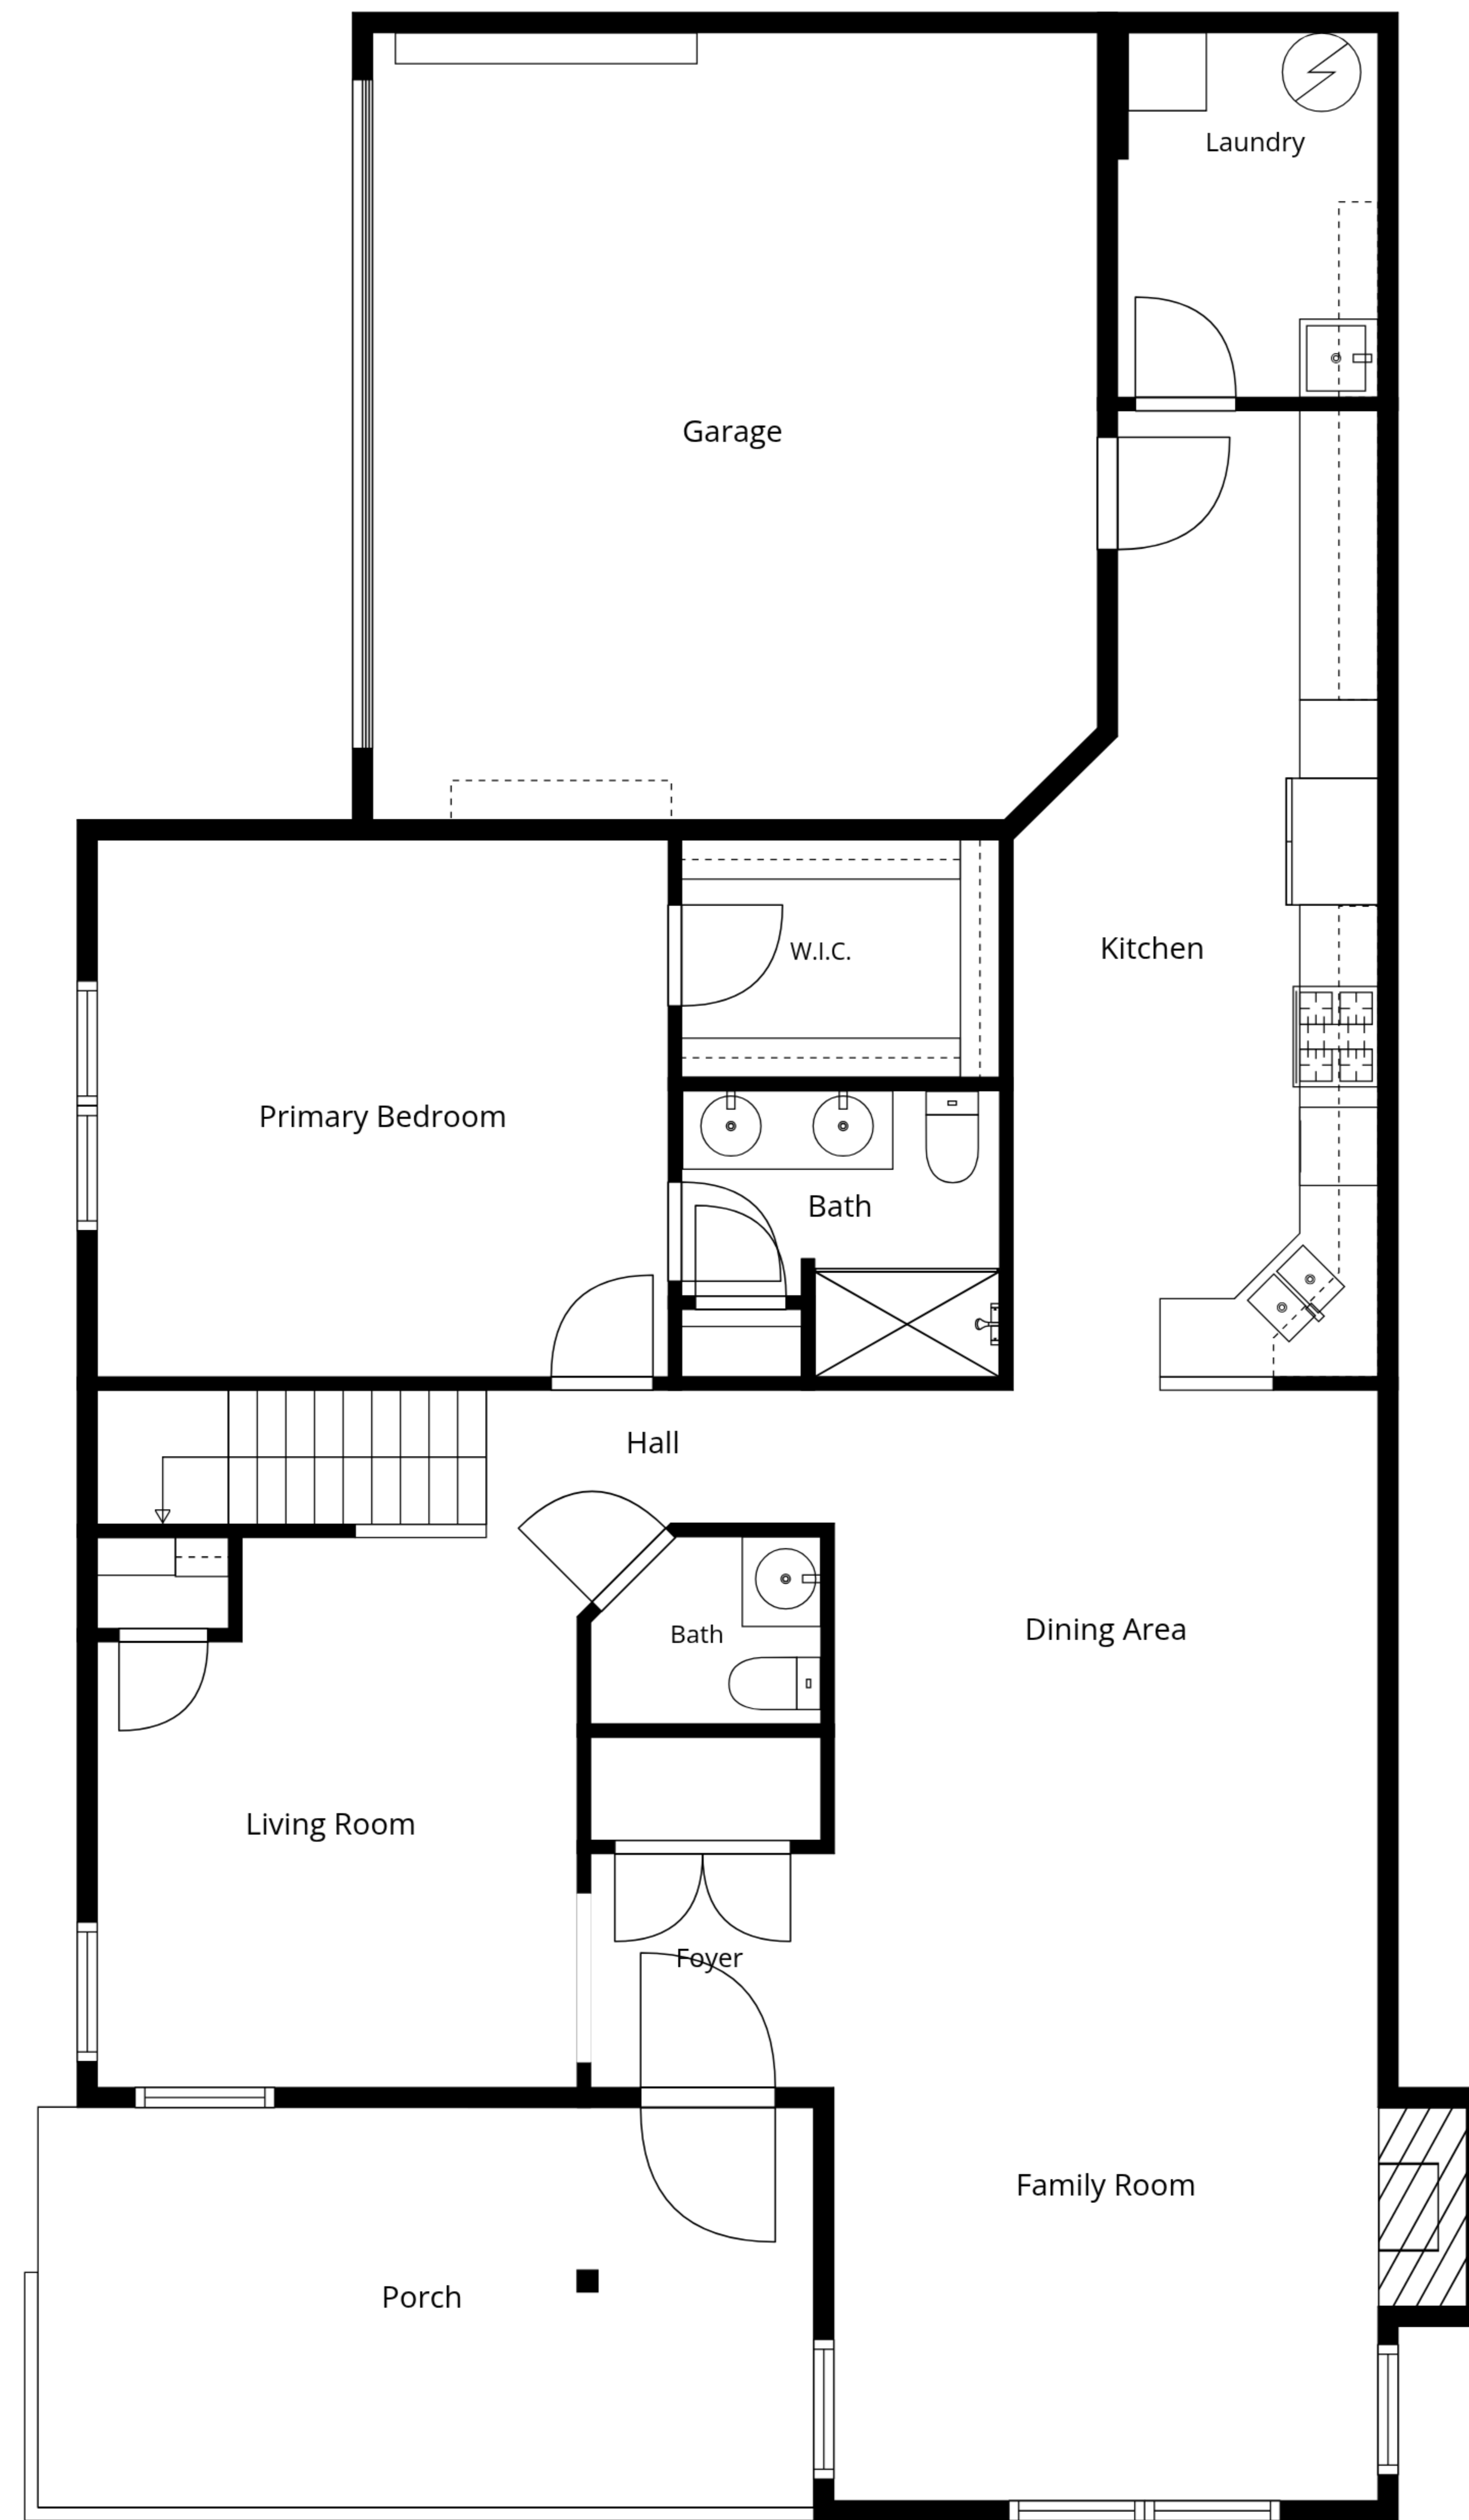 Laundry
Garage
Kitchen
W.I.C.
Primary Bedroom
Bath
Hall
Dining Area
Bath
Living Room
Foyer
Family Room
Porch